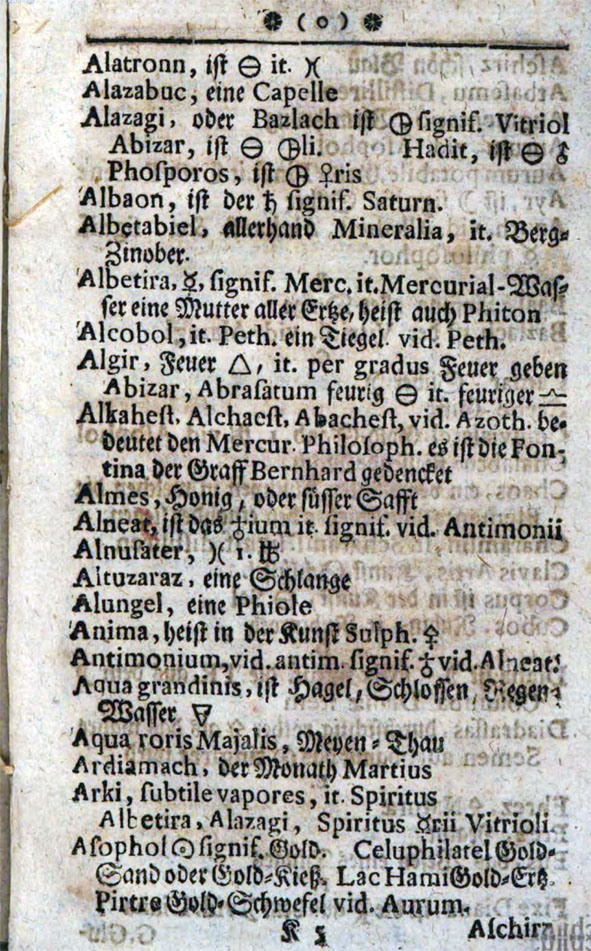 ❋ ( o ) ❋
Alatronn, iſt ⊖ it. )(
Alazabuc, eine Capelle
Alazagi, oder Bazlach iſt 🜖 ſignif. Vitriol
Abizar, iſt ⊖ 🜖li. Hadit, iſt ⊖ ⚷
Phoſporos, iſt 🜖 ♀ris
Albaon, iſt der ♄ ſignif. Saturn.
Albetabiel, allerhand Mineralia, it. Berg⸗
Zinober.
Albetira, ☿, ſignif. Merc. it. Mercurial-Waſ⸗
ſer eine Mutter aller Ertze, heiſt auch Phiton
Alcobol, it. Peth. ein Tiegel vid. Peth.
Algir, Feuer △, it. per gradus Feuer geben
Abizar, Abraſatum feurig ⊖ it. feuriger
Alkaheſt, Alchaeſt, Abacheſt, vid. Azoth. be⸗
deutet den Mercur. Philoſoph. es iſt die Fon-
tina der Graff Bernhard gedencket
Almes, Honig, oder ſüſſer Safft
Alneat, iſt das ♁ium it. ſignif. vid. Antimonii
Alnuſater, )( 1. ℔
Altuzaraz, eine Schlange
Alungel, eine Phiole
Anima, heiſt in der Kunſt Sulph. 🜍
Antimonium, vid. antim. ſignif. ♁ vid. Alneat.
Aqua grandinis, iſt Hagel, Schloſſen, Regen⸗
Waſſer 🜄
Aqua roris Majalis, Meyen⸗Thau
Ardiamach, der Monath Martius
Arki, ſubtile vapores, it. Spiritus
Albetira, Alazagi, Spiritus ☿rii Vitrioli
Aſophol ☉ ſignif. Gold. Celuphilatel Gold⸗
Sand oder Gold⸗Kieß. Lac Hami Gold⸗Ertz
Pirtro Gold⸗Schwefel vid. Aurum.
K 5 Aſchirz